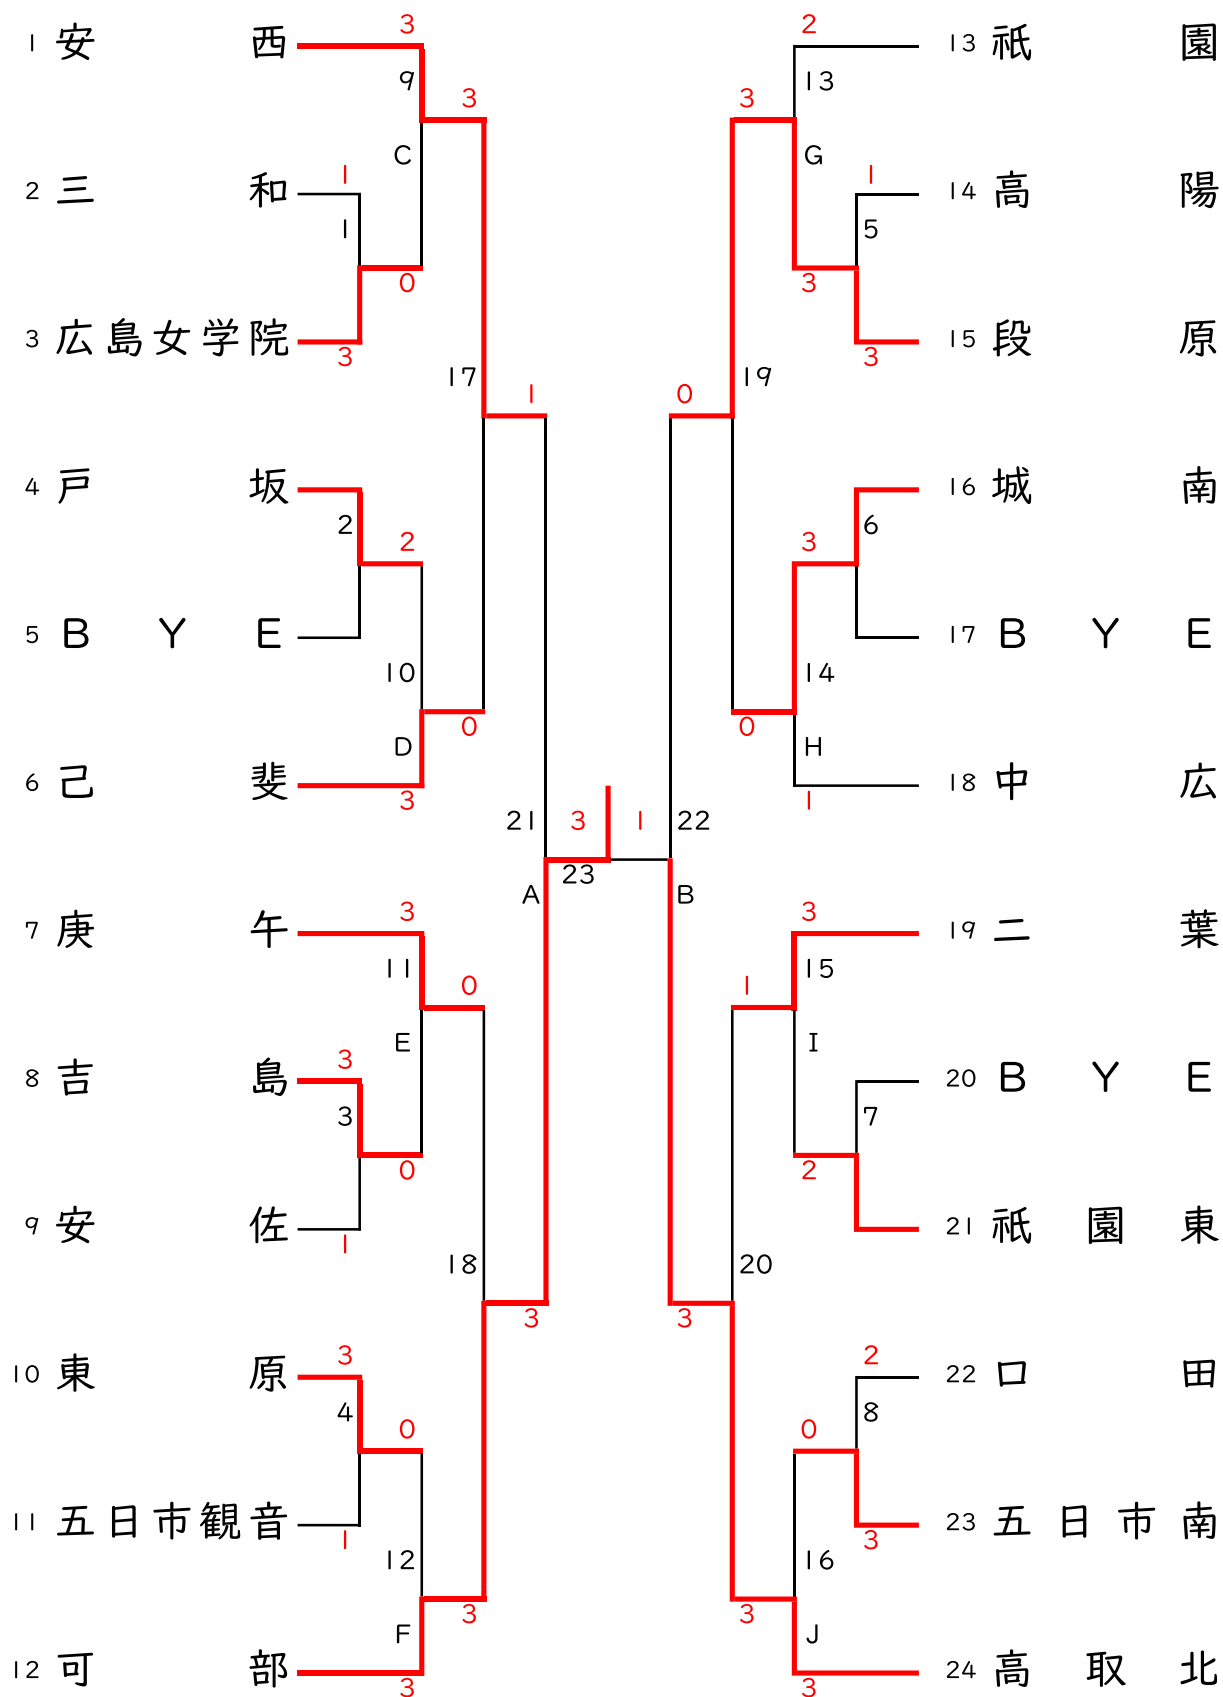 3
2
1 安西
13 祇園
9
13
3
3
C
G
1
1
2 三和
14 高陽
1
5
0
3
3 広島女学院
15 段原
3
3
17
19
1
0
4 戸坂
16 城南
2
6
2
3
5 BYE
17 BYE
10
14
0
0
D
H
6 己斐
18 中広
3
1
21
3
1
22
23
A
B
3
3
7 庚午
19 二葉
11
15
0
1
E
I
3
8 吉島
20 BYE
3
7
0
2
9 安佐
21 祇園東
1
18
20
3
3
3
2
10 東原
22 口田
4
8
0
0
11 五日市観音
23 五日市南
1
3
12
16
3
3
F
J
12 可部
24 高取北
3
3